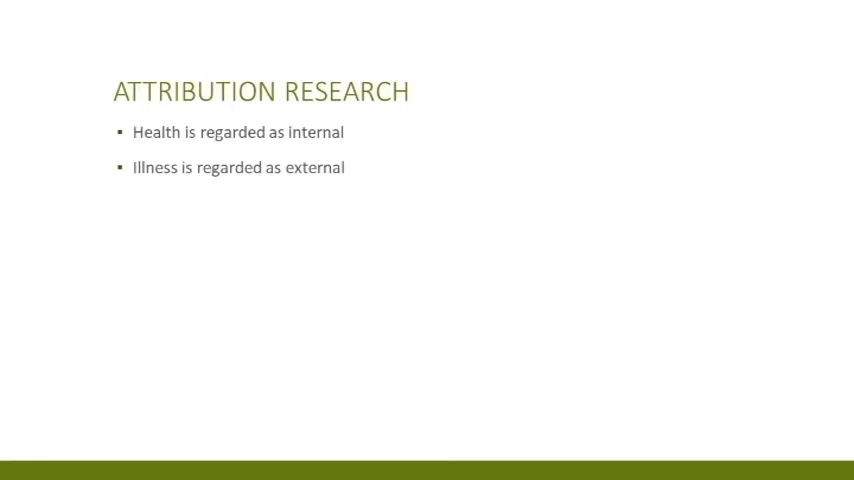 ATTRIBUTION RESEARCH
▪ Health is regarded as internal
▪ Illness is regarded as external